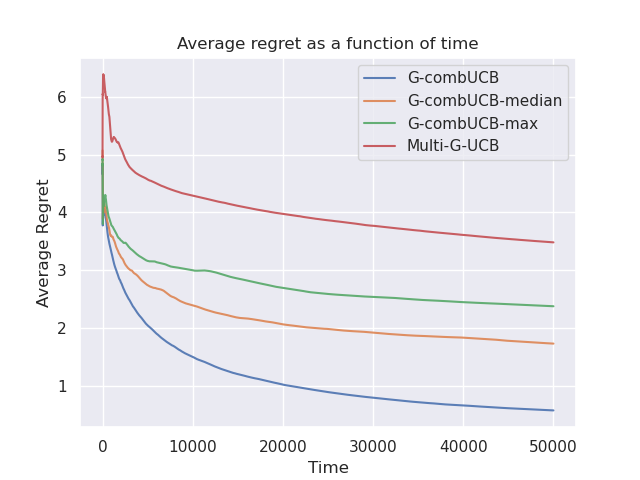 Average regret as a function of time
G-combUCB
G-combUCB-median
G-combUCB-max
Multi-G-UCB
Average Regret
6
5
4
3
2
1
0
10000
20000
30000
40000
50000
Time